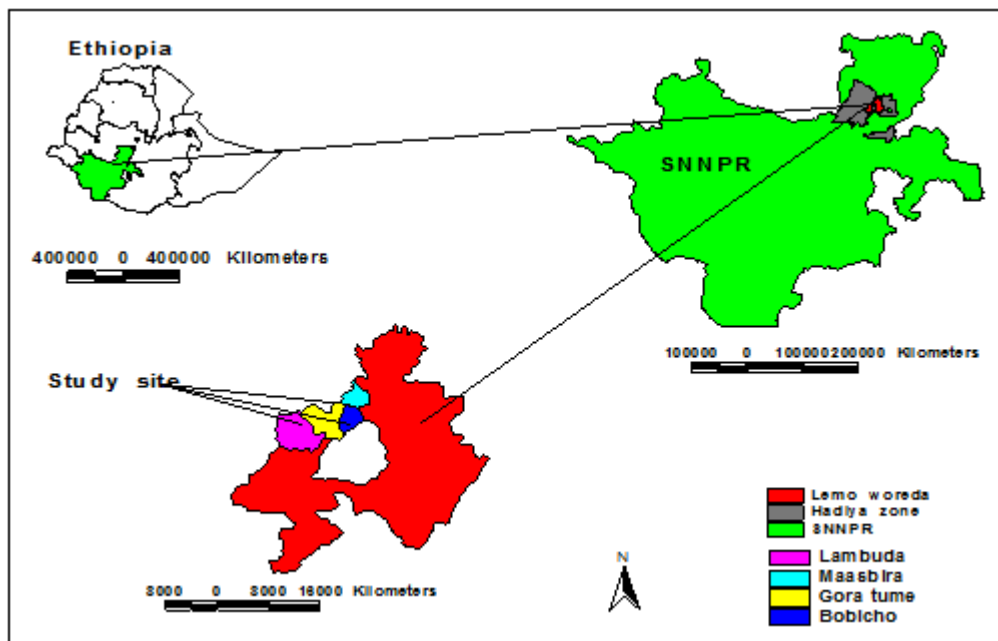 Ethiopia
SNNPR
400000 0 400000 Kilometers
100000 0 100000200000 Kilometers
Study site
Lemo woreda
Hadiya zone
SNNPR
Lambuda
Maasbira
Gora tume
Bobicho
N
8000 0 8000 16000 Kilometers